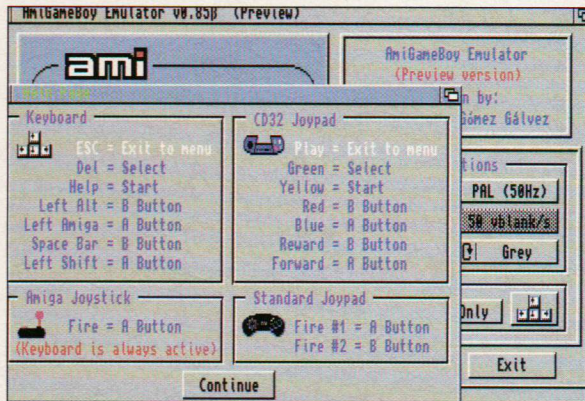 AmiGameBoy Emulator v0.85β (Preview)
ami
AmiGameBoy Emulator
(Preview version)
n by:
Gómez Gálvez
Help Page
Keyboard
ESC = Exit to menu
Del = Select
Help = Start
Left Alt = B Button
Left Amiga = A Button
Space Bar = B Button
Left Shift = A Button
CD32 Joypad
Play = Exit to menu
Green = Select
Yellow = Start
Red = B Button
Blue = A Button
Reward = B Button
Forward = A Button
tions
PAL (50Hz)
50 vblank/s
Grey
Only
Exit
Amiga Joystick
Fire = A Button
(Keyboard is always active)
Standard Joypad
Fire #1 = A Button
Fire #2 = B Button
Continue